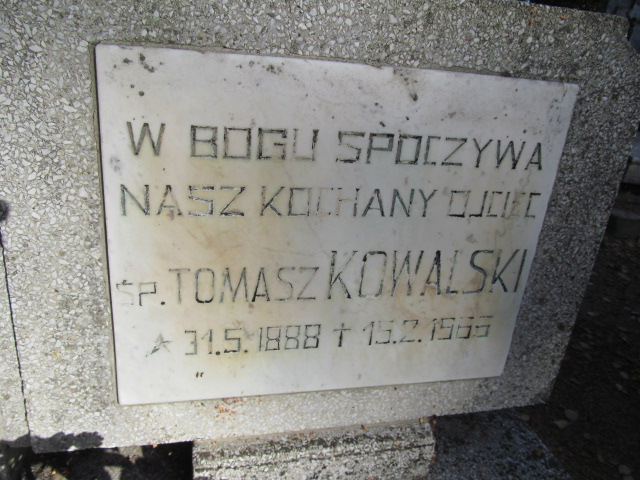 W BOGU SPOCZYWA
NASZ KOCHANY OJCIEC
ŚP. TOMASZ KOWALSKI
* 31.5.1888 † 15.2.1965